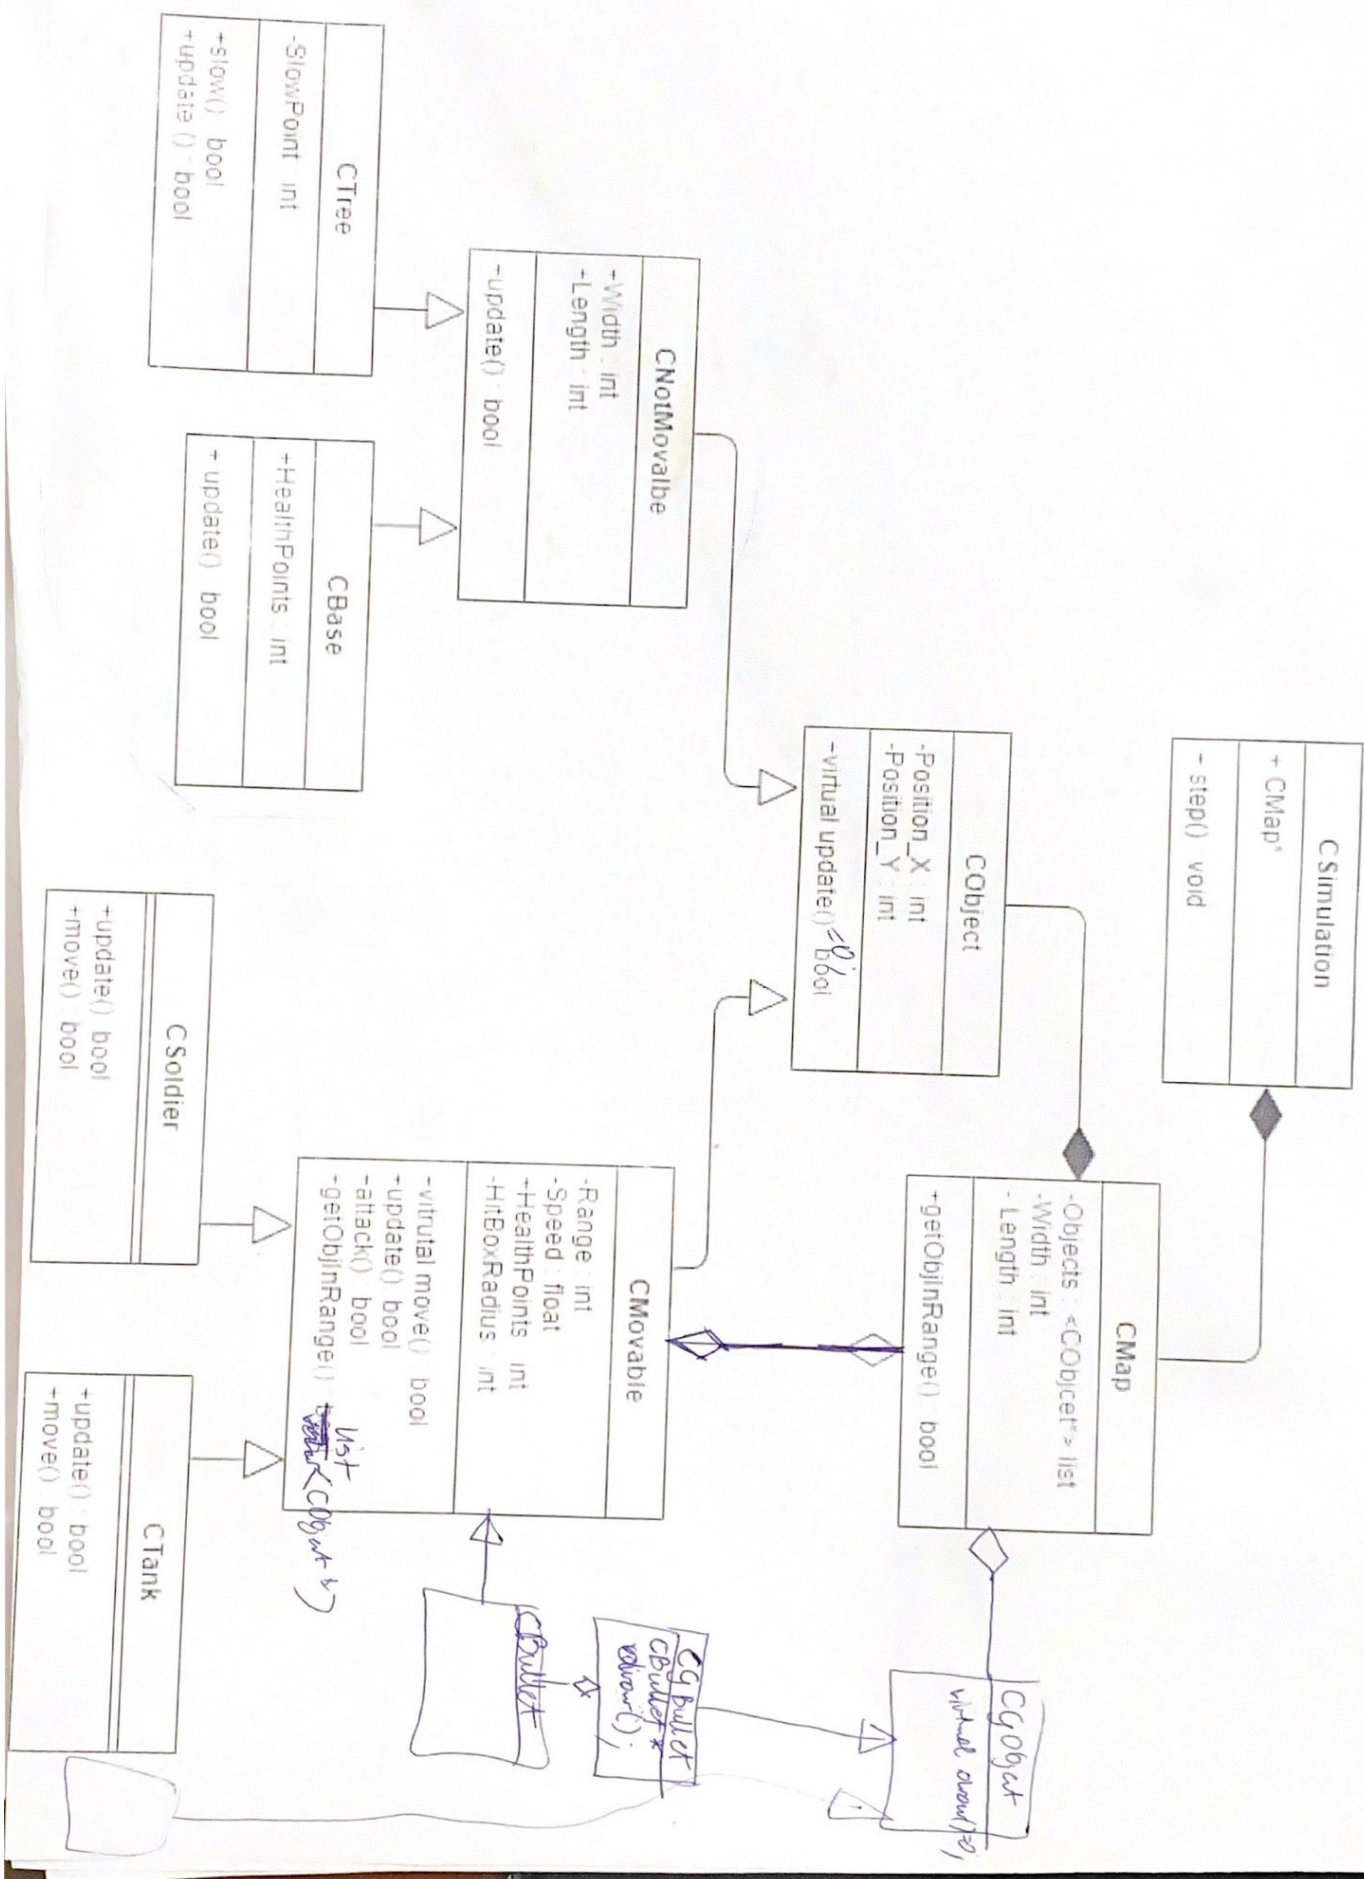 CSimulation
+ CMap*
- step() void
CMap
-Objects <CObjcet*> list
-Width : int
- Length : int
+getObjInRange() bool
CObject
-Position_X : int
-Position_Y : int
-virtual update() =0; bool
CGObject
virtual draw()=0;
CNotMovalbe
+Width : int
-Length : int
-update() : bool
CMovable
-Range : int
-Speed : float
+HealthPoints int
-HitBoxRadius : int
-vitrutal move() bool
+update() bool
-attack() bool
+getObjInRange() : list <CObject*>
CGBullet
CBullet *
draw();
CBullet
CTree
-SlowPoint int
+slow() bool
+update() : bool
CBase
+HealthPoints : int
+ update() bool
CSoldier
+update() bool
+move() bool
CTank
+update() : bool
+move() bool